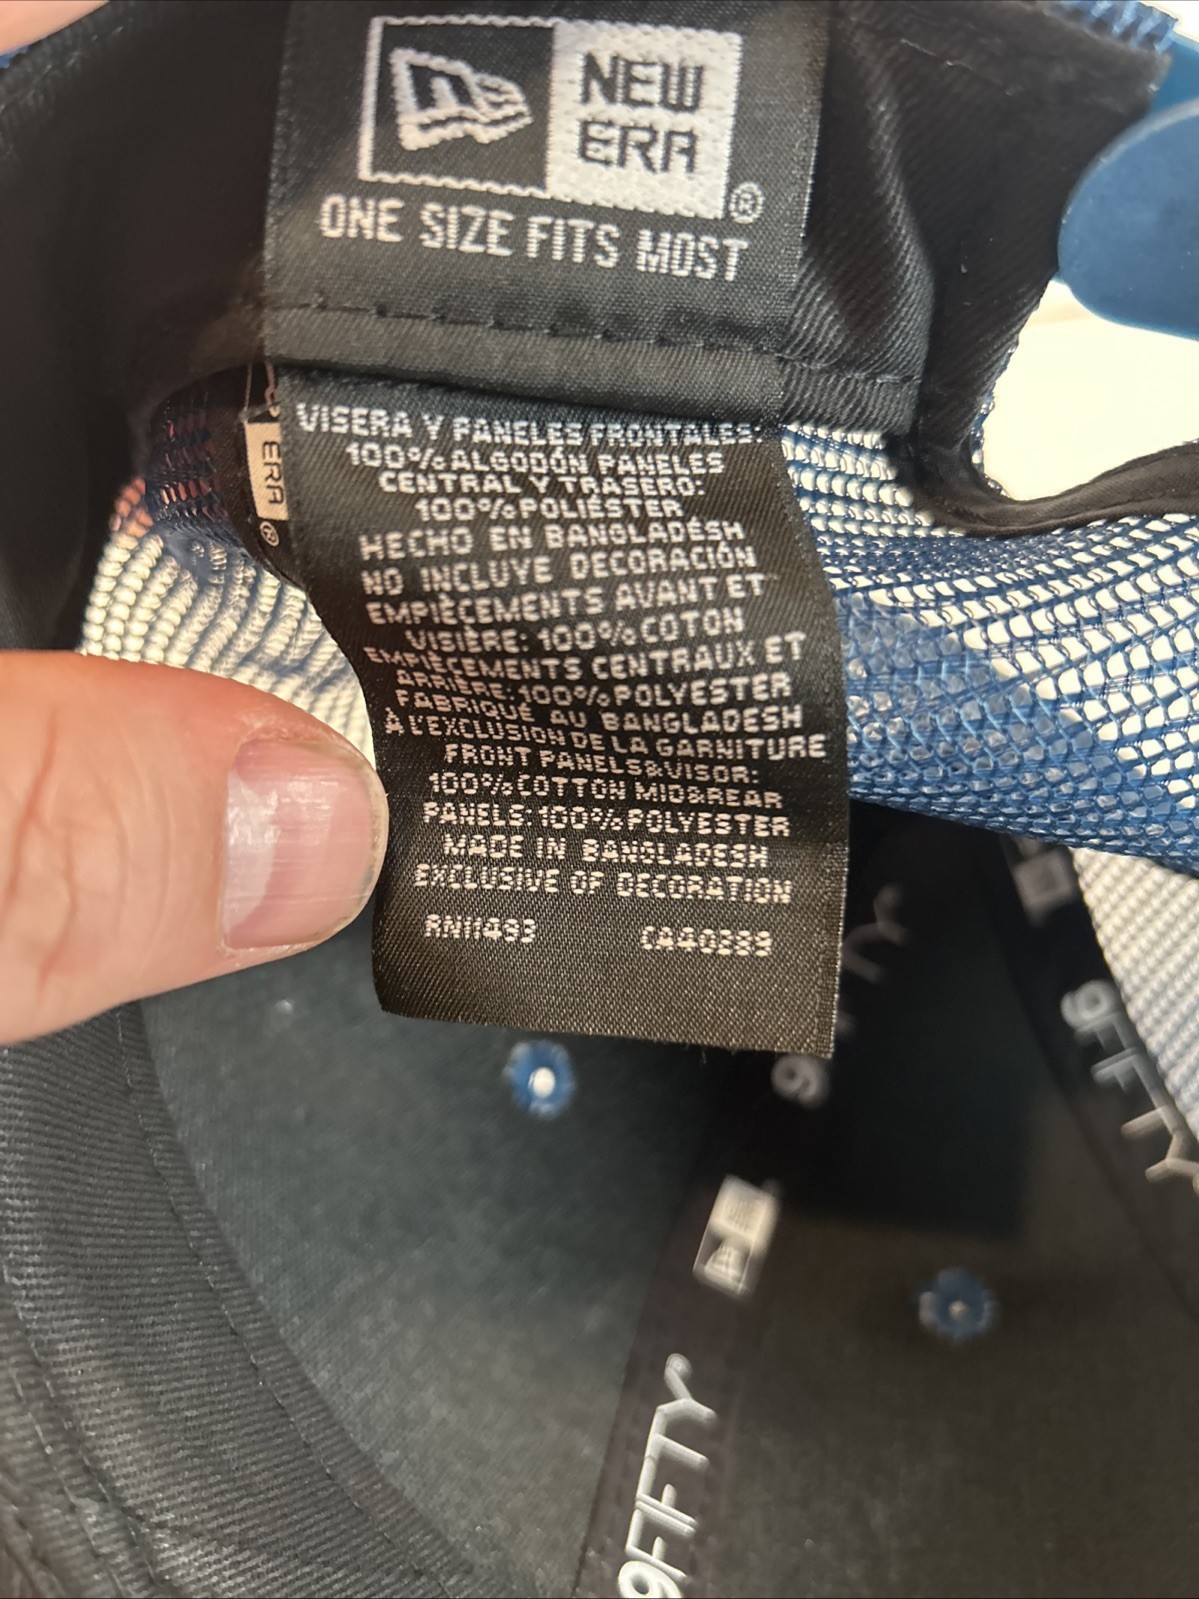 NEW
ERA
®
ONE SIZE FITS MOST
VISERA Y PANELES FRONTALES:
100% ALGODÓN PANELES
CENTRAL Y TRASERO:
100% POLIÉSTER
HECHO EN BANGLADÉSH
NO INCLUYE DECORACIÓN
EMPIÈCEMENTS AVANT ET
VISIÈRE: 100% COTON
EMPIÈCEMENTS CENTRAUX ET
ARRIÈRE: 100% POLYESTER
FABRIQUÉ AU BANGLADESH
À L'EXCLUSION DE LA GARNITURE
FRONT PANELS & VISOR:
100% COTTON MID & REAR
PANELS: 100% POLYESTER
MADE IN BANGLADESH
EXCLUSIVE OF DECORATION
RN11493 CA40389
ERA
®
9FIFTY
9FIFTY